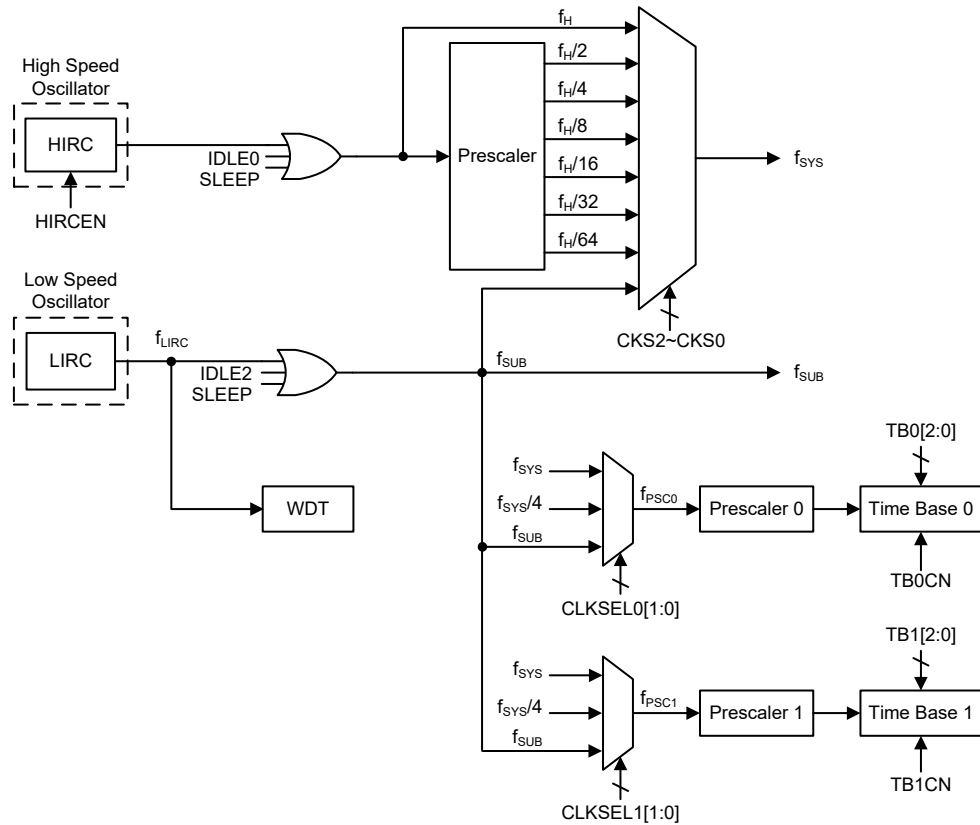 High Speed
Oscillator
HIRC
HIRCEN
IDLE0
SLEEP
Prescaler
fH
fH/2
fH/4
fH/8
fH/16
fH/32
fH/64
fSYS
CKS2~CKS0
Low Speed
Oscillator
LIRC
fLIRC
IDLE2
SLEEP
fSUB
fSUB
WDT
fSYS
fSYS/4
fSUB
fPSC0
CLKSEL0[1:0]
Prescaler 0
TB0[2:0]
Time Base 0
TB0CN
fSYS
fSYS/4
fSUB
fPSC1
CLKSEL1[1:0]
Prescaler 1
TB1[2:0]
Time Base 1
TB1CN